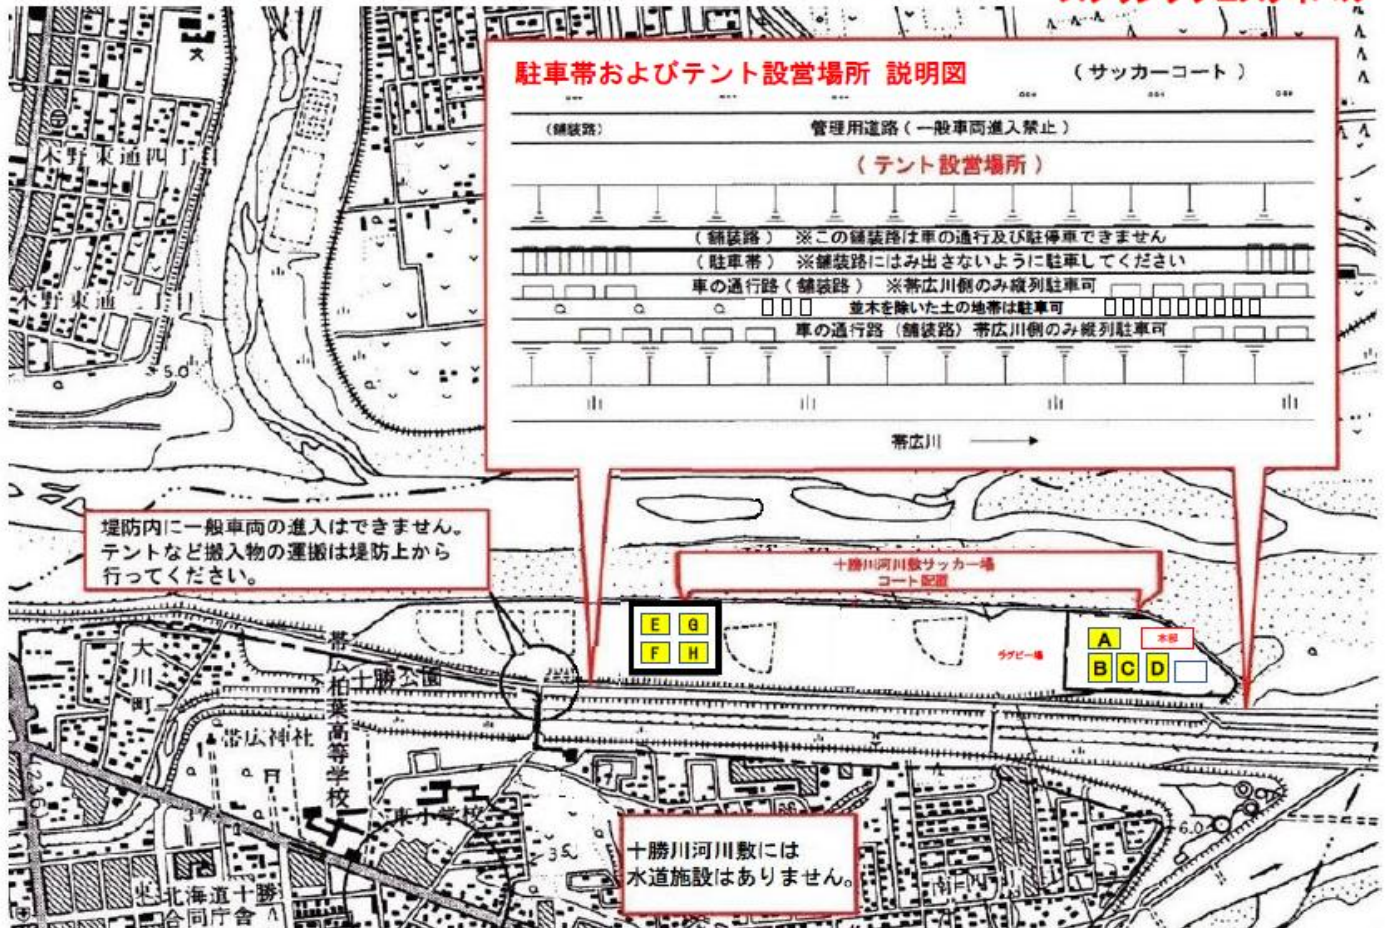 駐車帯およびテント設営場所 説明図
（サッカーコート）
（舗装路）
管理用道路（一般車両進入禁止）
（テント設営場所）
（舗装路） ※この舗装路は車の通行及び駐停車できません
（駐車帯） ※舗装路にはみ出さないように駐車してください
車の通行路（舗装路） ※帯広川側のみ縦列駐車可
並木を除いた土の地帯は駐車可
車の通行路（舗装路）帯広川側のみ縦列駐車可
帯広川
木野東通四丁目
木野東通
5.0
堤防内に一般車両の進入はできません。
テントなど搬入物の運搬は堤防上から
行ってください。
十勝川河川敷サッカー場
コート配置
E G
F H
A 本部
B C D
ラグビー場
大川町
十勝公園
帯広神社
帯広柏葉高等学校
東小学校
236
35
6.0
十勝川河川敷には
水道施設はありません。
北海道十勝
合同庁舎